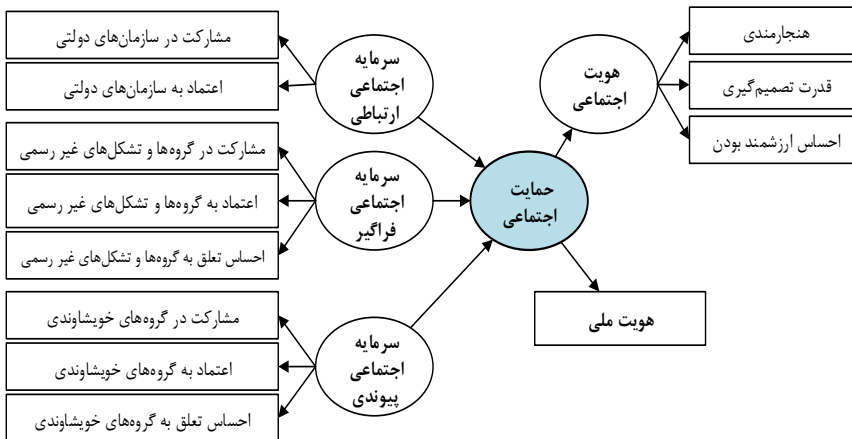 هنجارمندی
قدرت تصمیم‌گیری
احساس ارزشمند بودن
هویت
اجتماعی
حمایت
اجتماعی
هویت ملی
سرمایه
اجتماعی
ارتباطی
مشارکت در سازمان‌های دولتی
اعتماد به سازمان‌های دولتی
سرمایه
اجتماعی
فراگیر
مشارکت در گروه‌ها و تشکل‌های غیر رسمی
اعتماد به گروه‌ها و تشکل‌های غیر رسمی
احساس تعلق به گروه‌ها و تشکل‌های غیر رسمی
سرمایه
اجتماعی
پیوندی
مشارکت در گروه‌های خویشاوندی
اعتماد به گروه‌های خویشاوندی
احساس تعلق به گروه‌های خویشاوندی